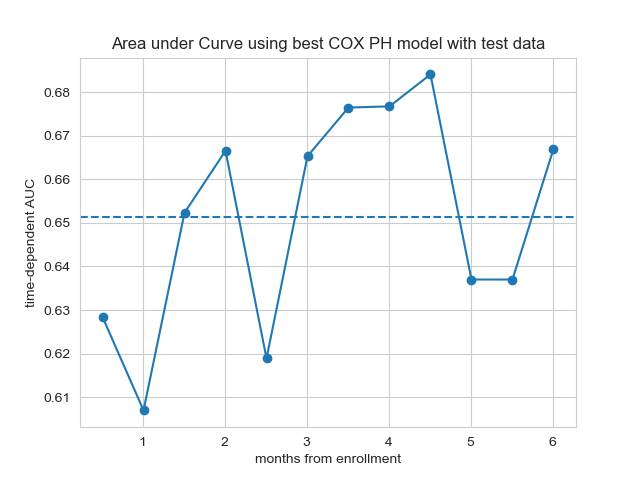 Area under Curve using best COX PH model with test data
time-dependent AUC
0.68
0.67
0.66
0.65
0.64
0.63
0.62
0.61
1 2 3 4 5 6
months from enrollment